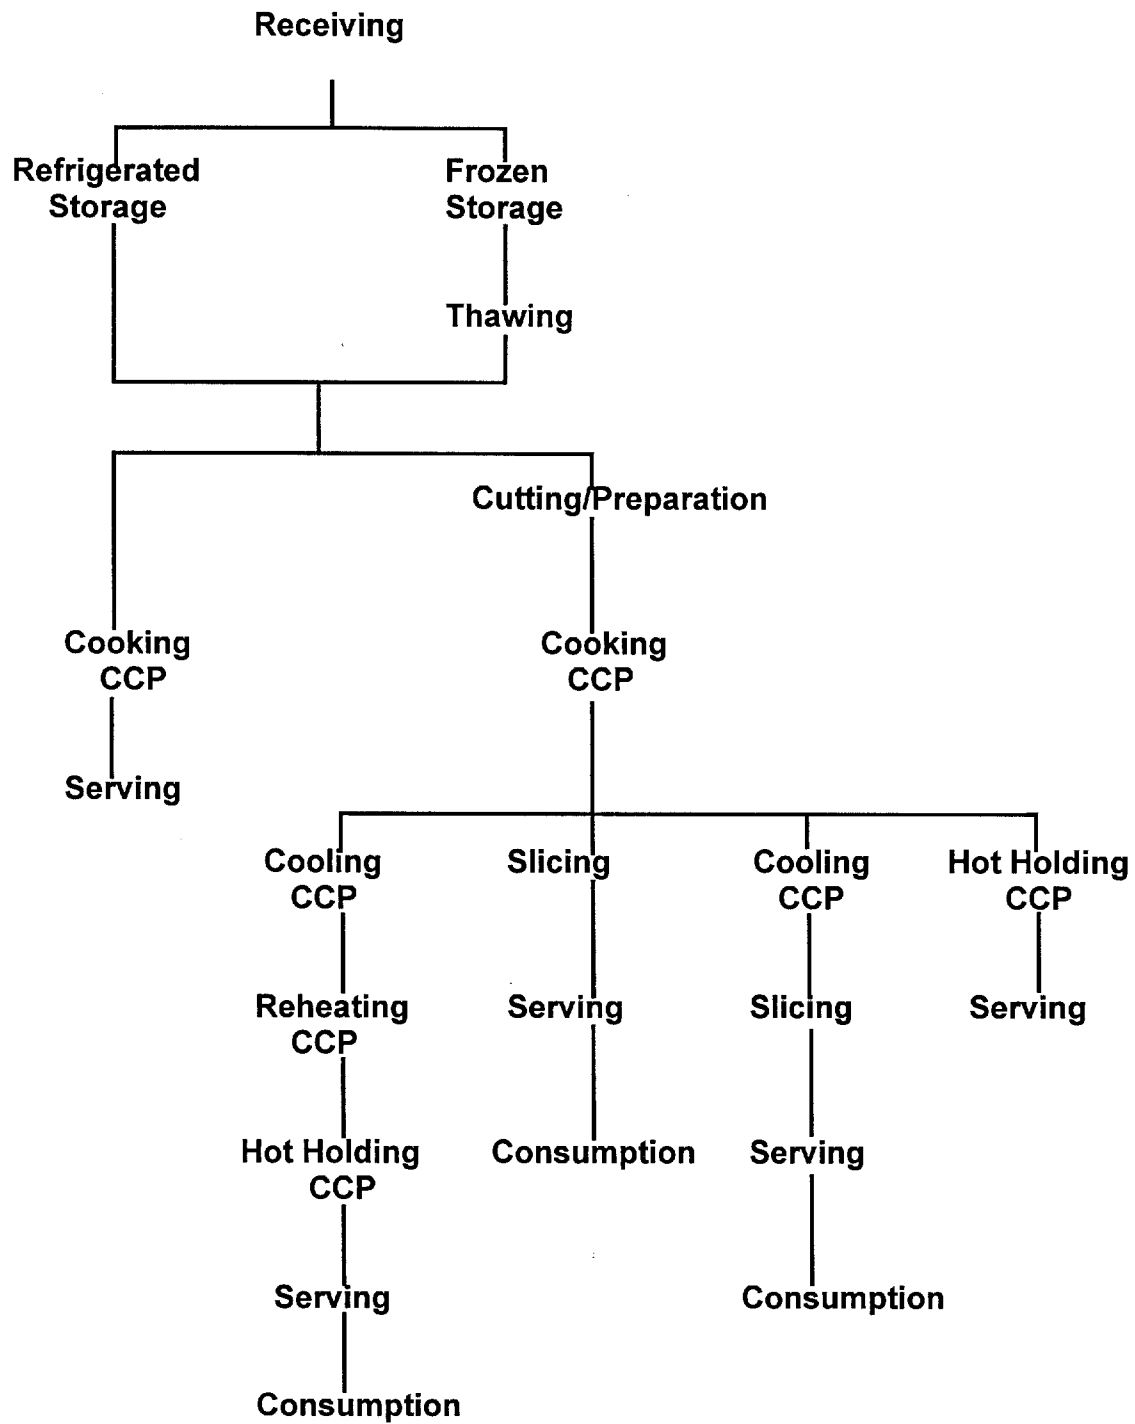 Receiving
Refrigerated
Storage
Frozen
Storage
Thawing
Cutting/Preparation
Cooking
CCP
Cooking
CCP
Serving
Cooling
CCP
Slicing
Cooling
CCP
Hot Holding
CCP
Reheating
CCP
Serving
Slicing
Serving
Hot Holding
CCP
Consumption
Serving
Serving
Consumption
Consumption